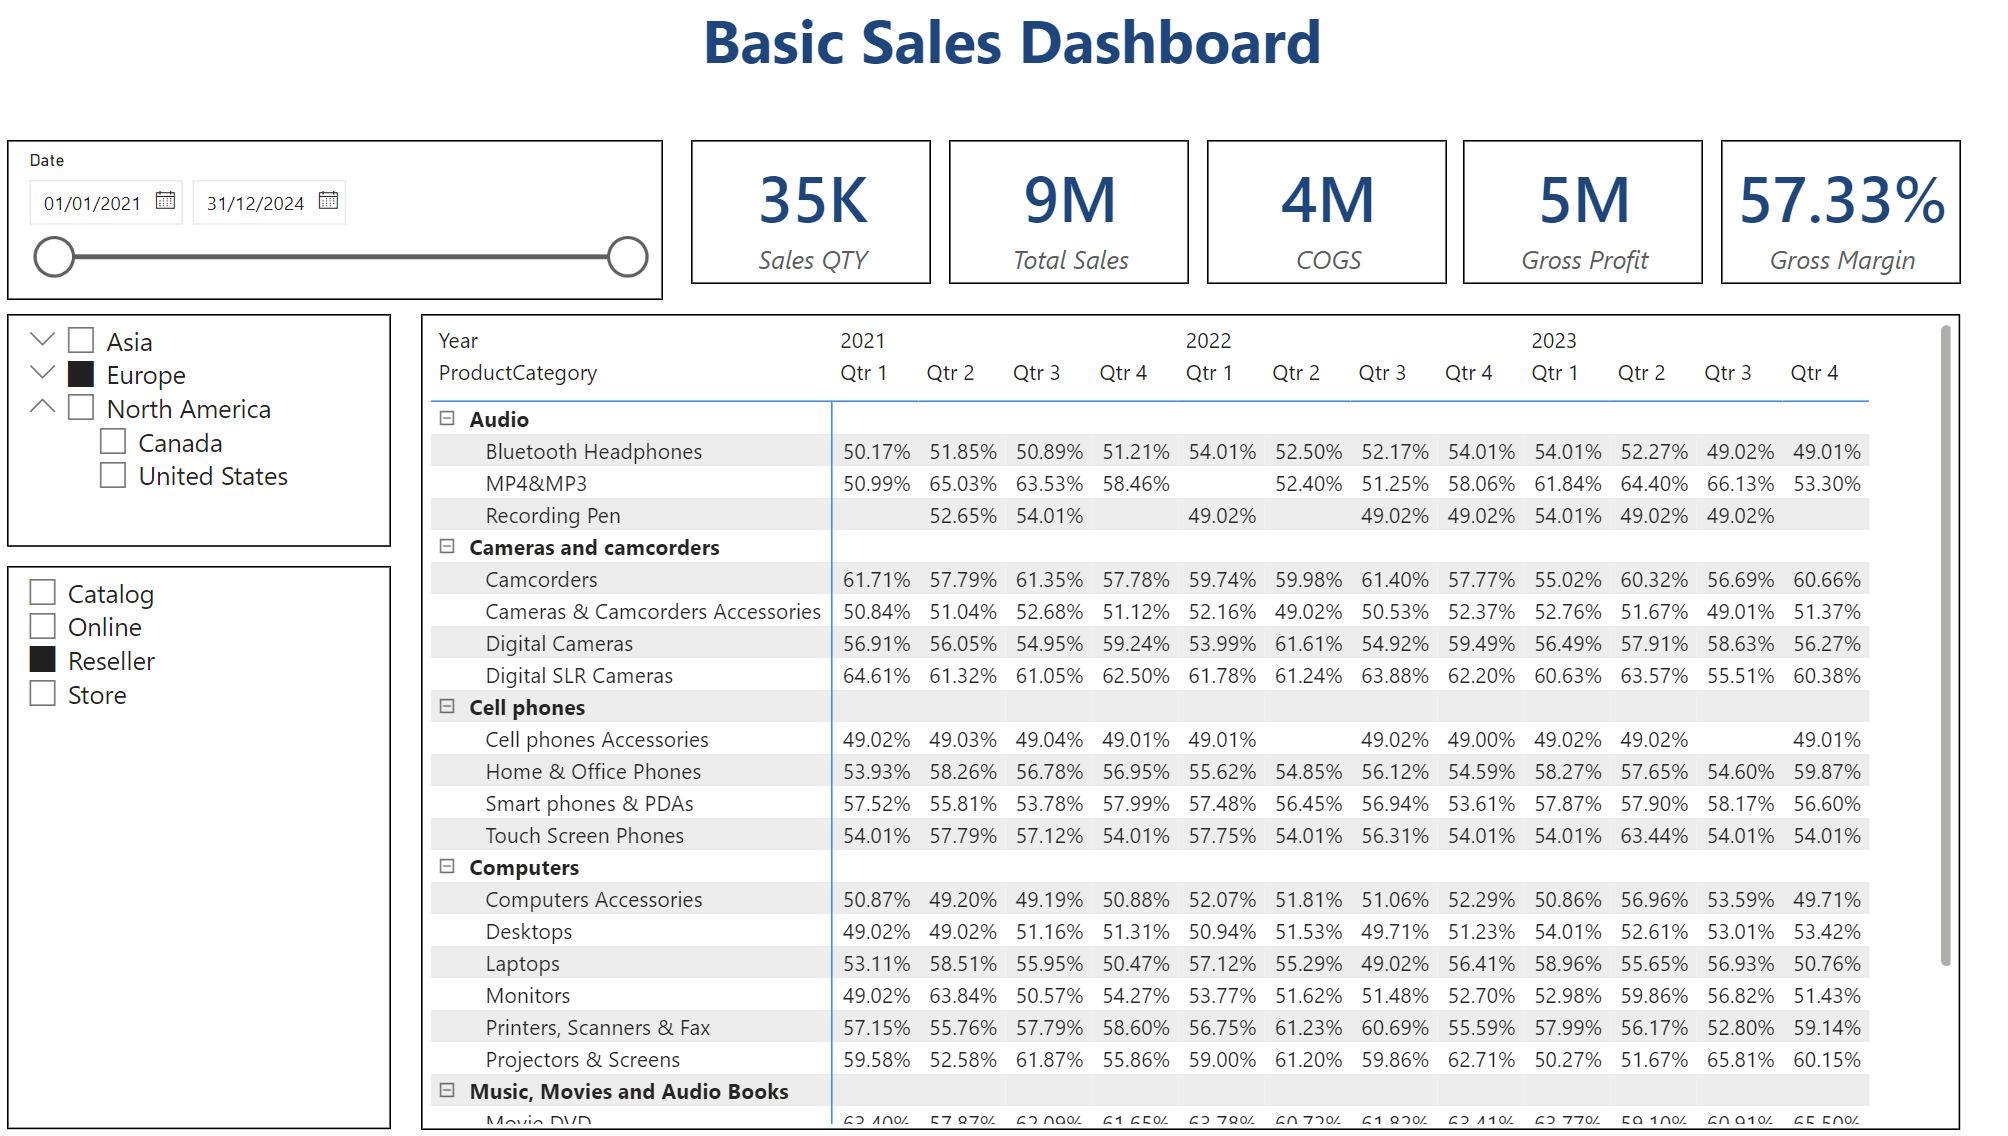 Basic Sales Dashboard
Date
01/01/2021 31/12/2024
35K
Sales QTY
9M
Total Sales
4M
COGS
5M
Gross Profit
57.33%
Gross Margin
Asia
Europe
North America
Canada
United States
Catalog
Online
Reseller
Store
Year 2021 2022 2023
ProductCategory Qtr 1 Qtr 2 Qtr 3 Qtr 4 Qtr 1 Qtr 2 Qtr 3 Qtr 4 Qtr 1 Qtr 2 Qtr 3 Qtr 4
Audio
Bluetooth Headphones 50.17% 51.85% 50.89% 51.21% 54.01% 52.50% 52.17% 54.01% 54.01% 52.27% 49.02% 49.01%
MP4&MP3 50.99% 65.03% 63.53% 58.46% 52.40% 51.25% 58.06% 61.84% 64.40% 66.13% 53.30%
Recording Pen 52.65% 54.01% 49.02% 49.02% 49.02% 54.01% 49.02% 49.02%
Cameras and camcorders
Camcorders 61.71% 57.79% 61.35% 57.78% 59.74% 59.98% 61.40% 57.77% 55.02% 60.32% 56.69% 60.66%
Cameras & Camcorders Accessories 50.84% 51.04% 52.68% 51.12% 52.16% 49.02% 50.53% 52.37% 52.76% 51.67% 49.01% 51.37%
Digital Cameras 56.91% 56.05% 54.95% 59.24% 53.99% 61.61% 54.92% 59.49% 56.49% 57.91% 58.63% 56.27%
Digital SLR Cameras 64.61% 61.32% 61.05% 62.50% 61.78% 61.24% 63.88% 62.20% 60.63% 63.57% 55.51% 60.38%
Cell phones
Cell phones Accessories 49.02% 49.03% 49.04% 49.01% 49.01% 49.02% 49.00% 49.02% 49.02% 49.01%
Home & Office Phones 53.93% 58.26% 56.78% 56.95% 55.62% 54.85% 56.12% 54.59% 58.27% 57.65% 54.60% 59.87%
Smart phones & PDAs 57.52% 55.81% 53.78% 57.99% 57.48% 56.45% 56.94% 53.61% 57.87% 57.90% 58.17% 56.60%
Touch Screen Phones 54.01% 57.79% 57.12% 54.01% 57.75% 54.01% 56.31% 54.01% 54.01% 63.44% 54.01% 54.01%
Computers
Computers Accessories 50.87% 49.20% 49.19% 50.88% 52.07% 51.81% 51.06% 52.29% 50.86% 56.96% 53.59% 49.71%
Desktops 49.02% 49.02% 51.16% 51.31% 50.94% 51.53% 49.71% 51.23% 54.01% 52.61% 53.01% 53.42%
Laptops 53.11% 58.51% 55.95% 50.47% 57.12% 55.29% 49.02% 56.41% 58.96% 55.65% 56.93% 50.76%
Monitors 49.02% 63.84% 50.57% 54.27% 53.77% 51.62% 51.48% 52.70% 52.98% 59.86% 56.82% 51.43%
Printers, Scanners & Fax 57.15% 55.76% 57.79% 58.60% 56.75% 61.23% 60.69% 55.59% 57.99% 56.17% 52.80% 59.14%
Projectors & Screens 59.58% 52.58% 61.87% 55.86% 59.00% 61.20% 59.86% 62.71% 50.27% 51.67% 65.81% 60.15%
Music, Movies and Audio Books
Movie DVD